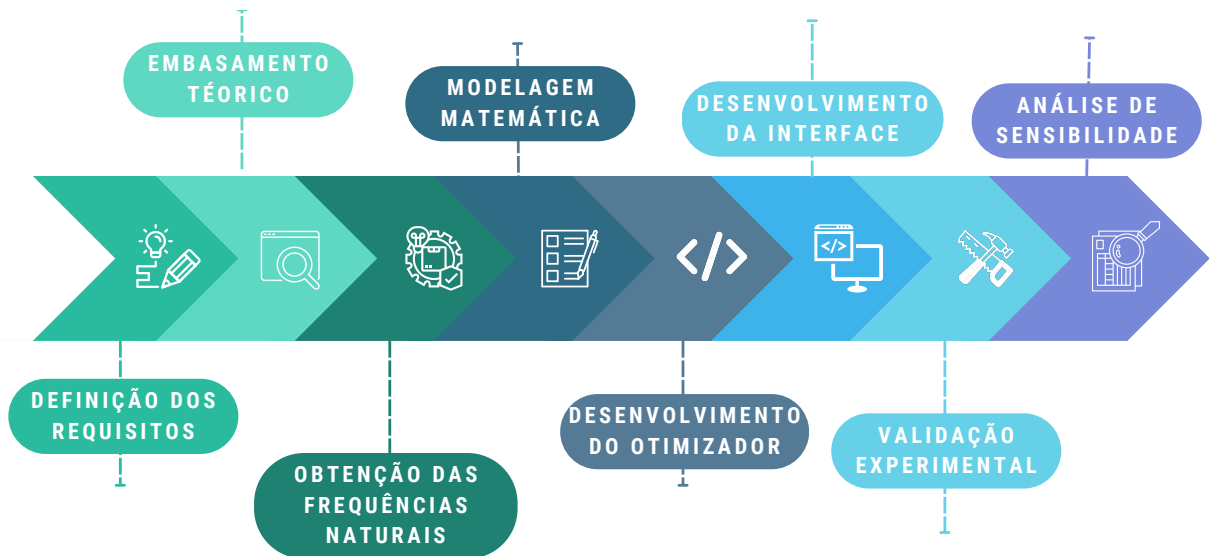 EMBASAMENTO
TÉORICO
MODELAGEM
MATEMÁTICA
DESENVOLVIMENTO
DA INTERFACE
ANÁLISE DE
SENSIBILIDADE
</>
</>
DEFINIÇÃO DOS
REQUISITOS
OBTENÇÃO DAS
FREQUÊNCIAS
NATURAIS
DESENVOLVIMENTO
DO OTIMIZADOR
VALIDAÇÃO
EXPERIMENTAL